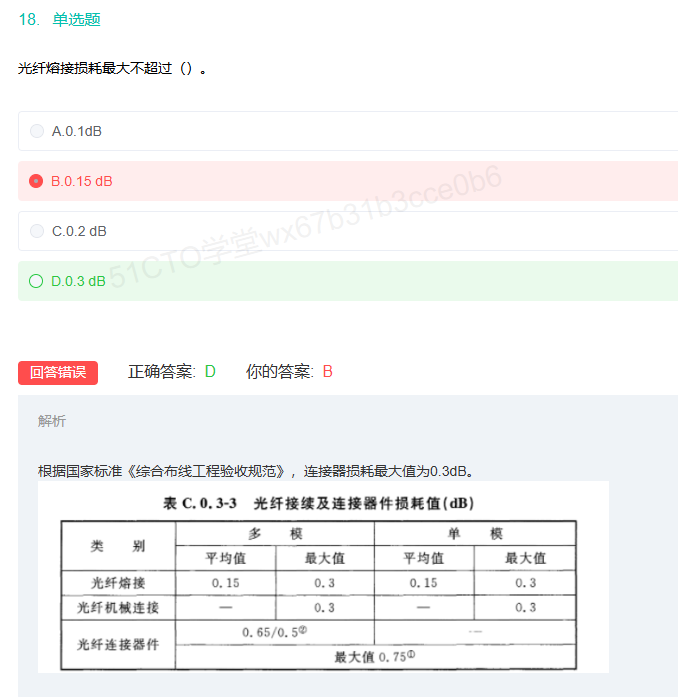 18. 单选题
光纤熔接损耗最大不超过（）。
A.0.1dB
B.0.15 dB
C.0.2 dB
D.0.3 dB
51CTO学堂wx67b31b3cce0b6
回答错误 正确答案: D 你的答案: B
解析
根据国家标准《综合布线工程验收规范》，连接器损耗最大值为0.3dB。
表 C.0.3-3 光纤接续及连接器件损耗值(dB)
类 别 多 模 单 模
平均值 最大值 平均值 最大值
光纤熔接 0.15 0.3 0.15 0.3
光纤机械连接 — 0.3 — 0.3
光纤连接器件 0.65/0.5② —
最大值 0.75①